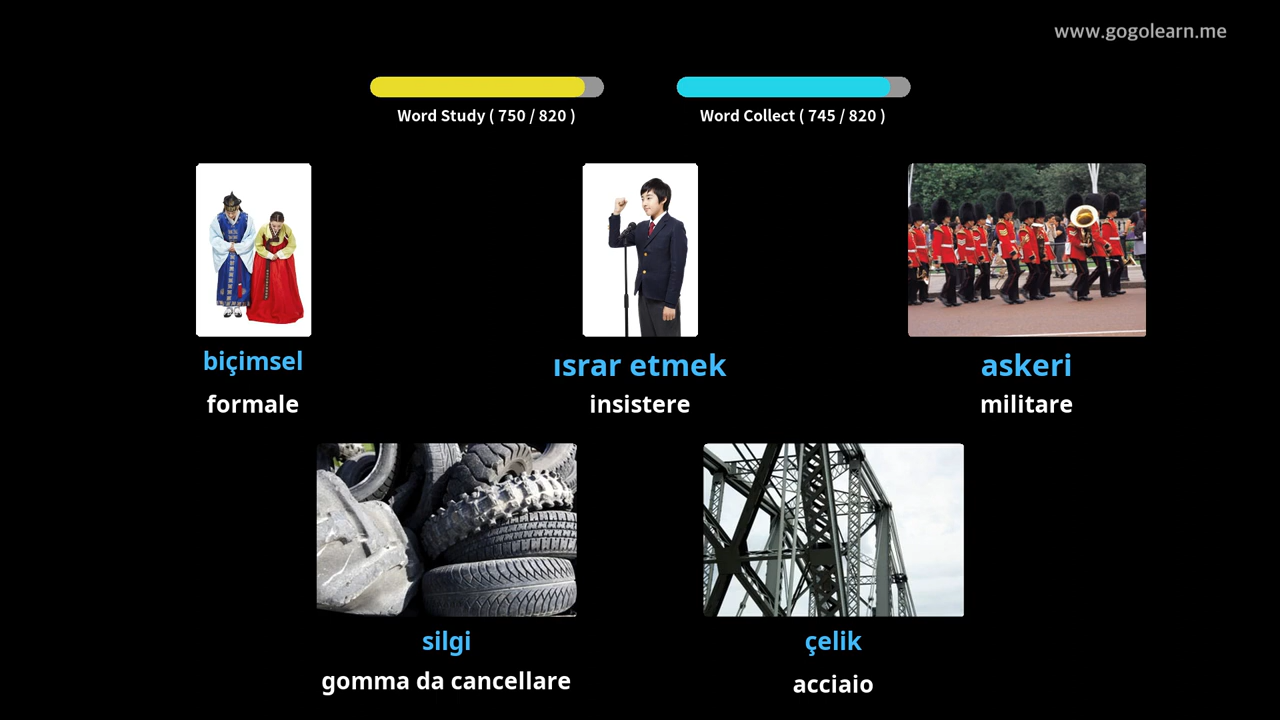 www.gogolearn.me
Word Study ( 750 / 820 )
Word Collect ( 745 / 820 )
biçimsel
formale
ısrar etmek
insistere
askeri
militare
silgi
gomma da cancellare
çelik
acciaio